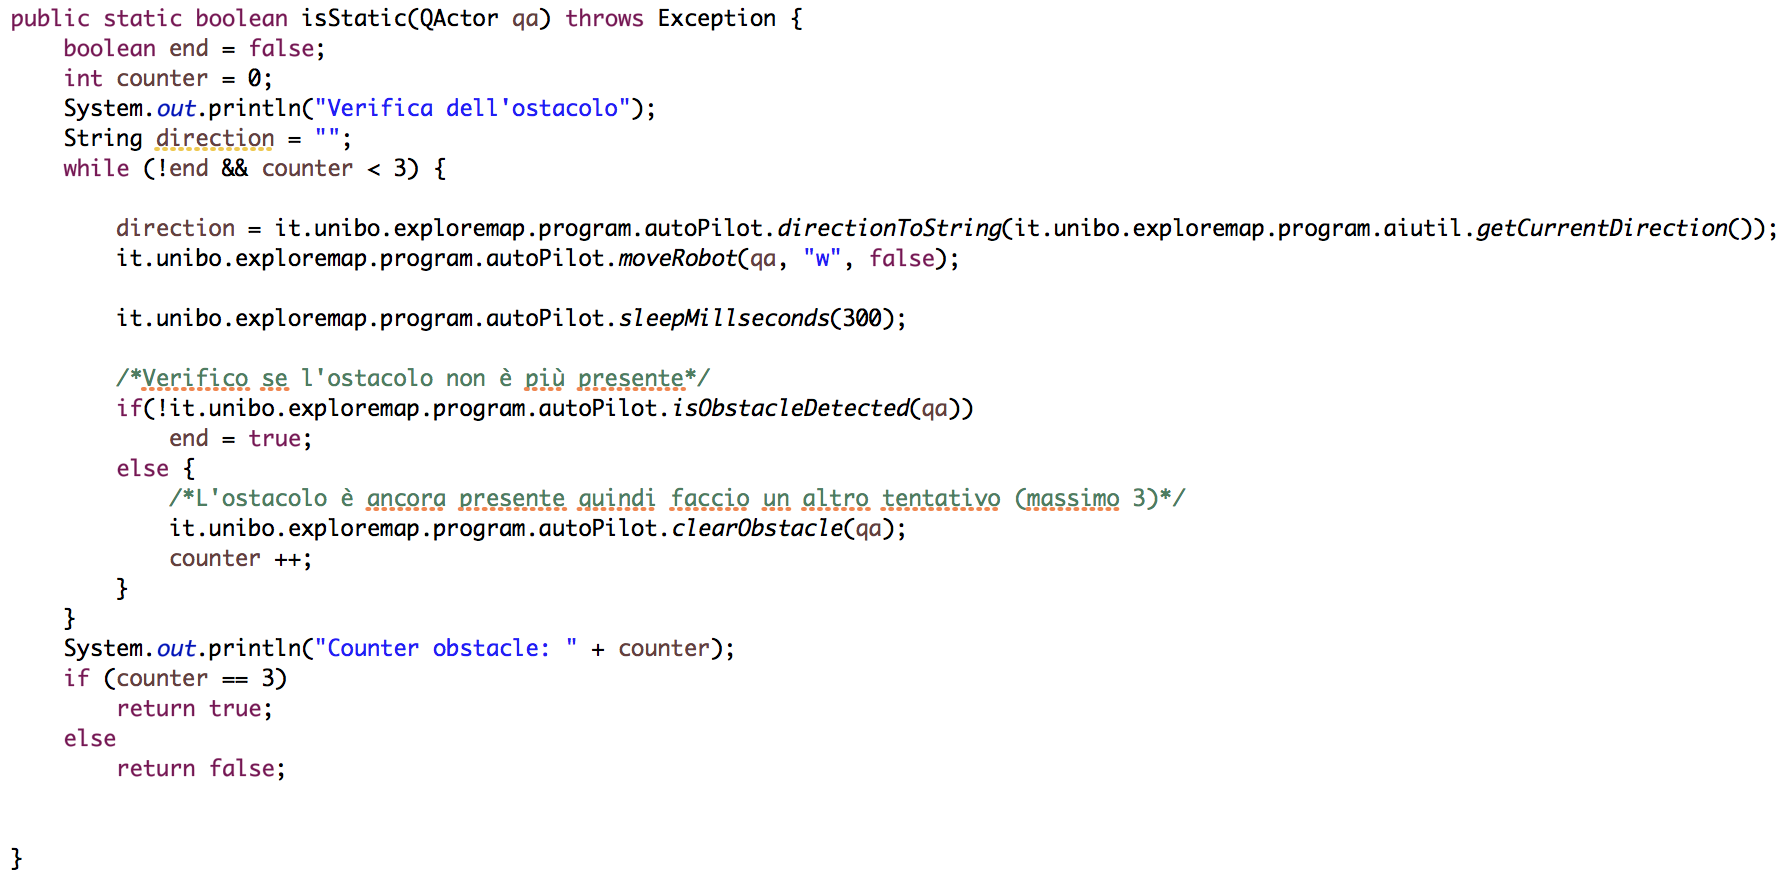 public static boolean isStatic(QActor qa) throws Exception {
    boolean end = false;
    int counter = 0;
    System.out.println("Verifica dell'ostacolo");
    String direction = "";
    while (!end && counter < 3) {

        direction = it.unibo.exploremap.program.autoPilot.directionToString(it.unibo.exploremap.program.aiutil.getCurrentDirection());
        it.unibo.exploremap.program.autoPilot.moveRobot(qa, "w", false);

        it.unibo.exploremap.program.autoPilot.sleepMillseconds(300);

        /*Verifico se l'ostacolo non è più presente*/
        if(!it.unibo.exploremap.program.autoPilot.isObstacleDetected(qa))
            end = true;
        else {
            /*L'ostacolo è ancora presente quindi faccio un altro tentativo (massimo 3)*/
            it.unibo.exploremap.program.autoPilot.clearObstacle(qa);
            counter ++;
        }
    }
    System.out.println("Counter obstacle: " + counter);
    if (counter == 3)
        return true;
    else
        return false;


}